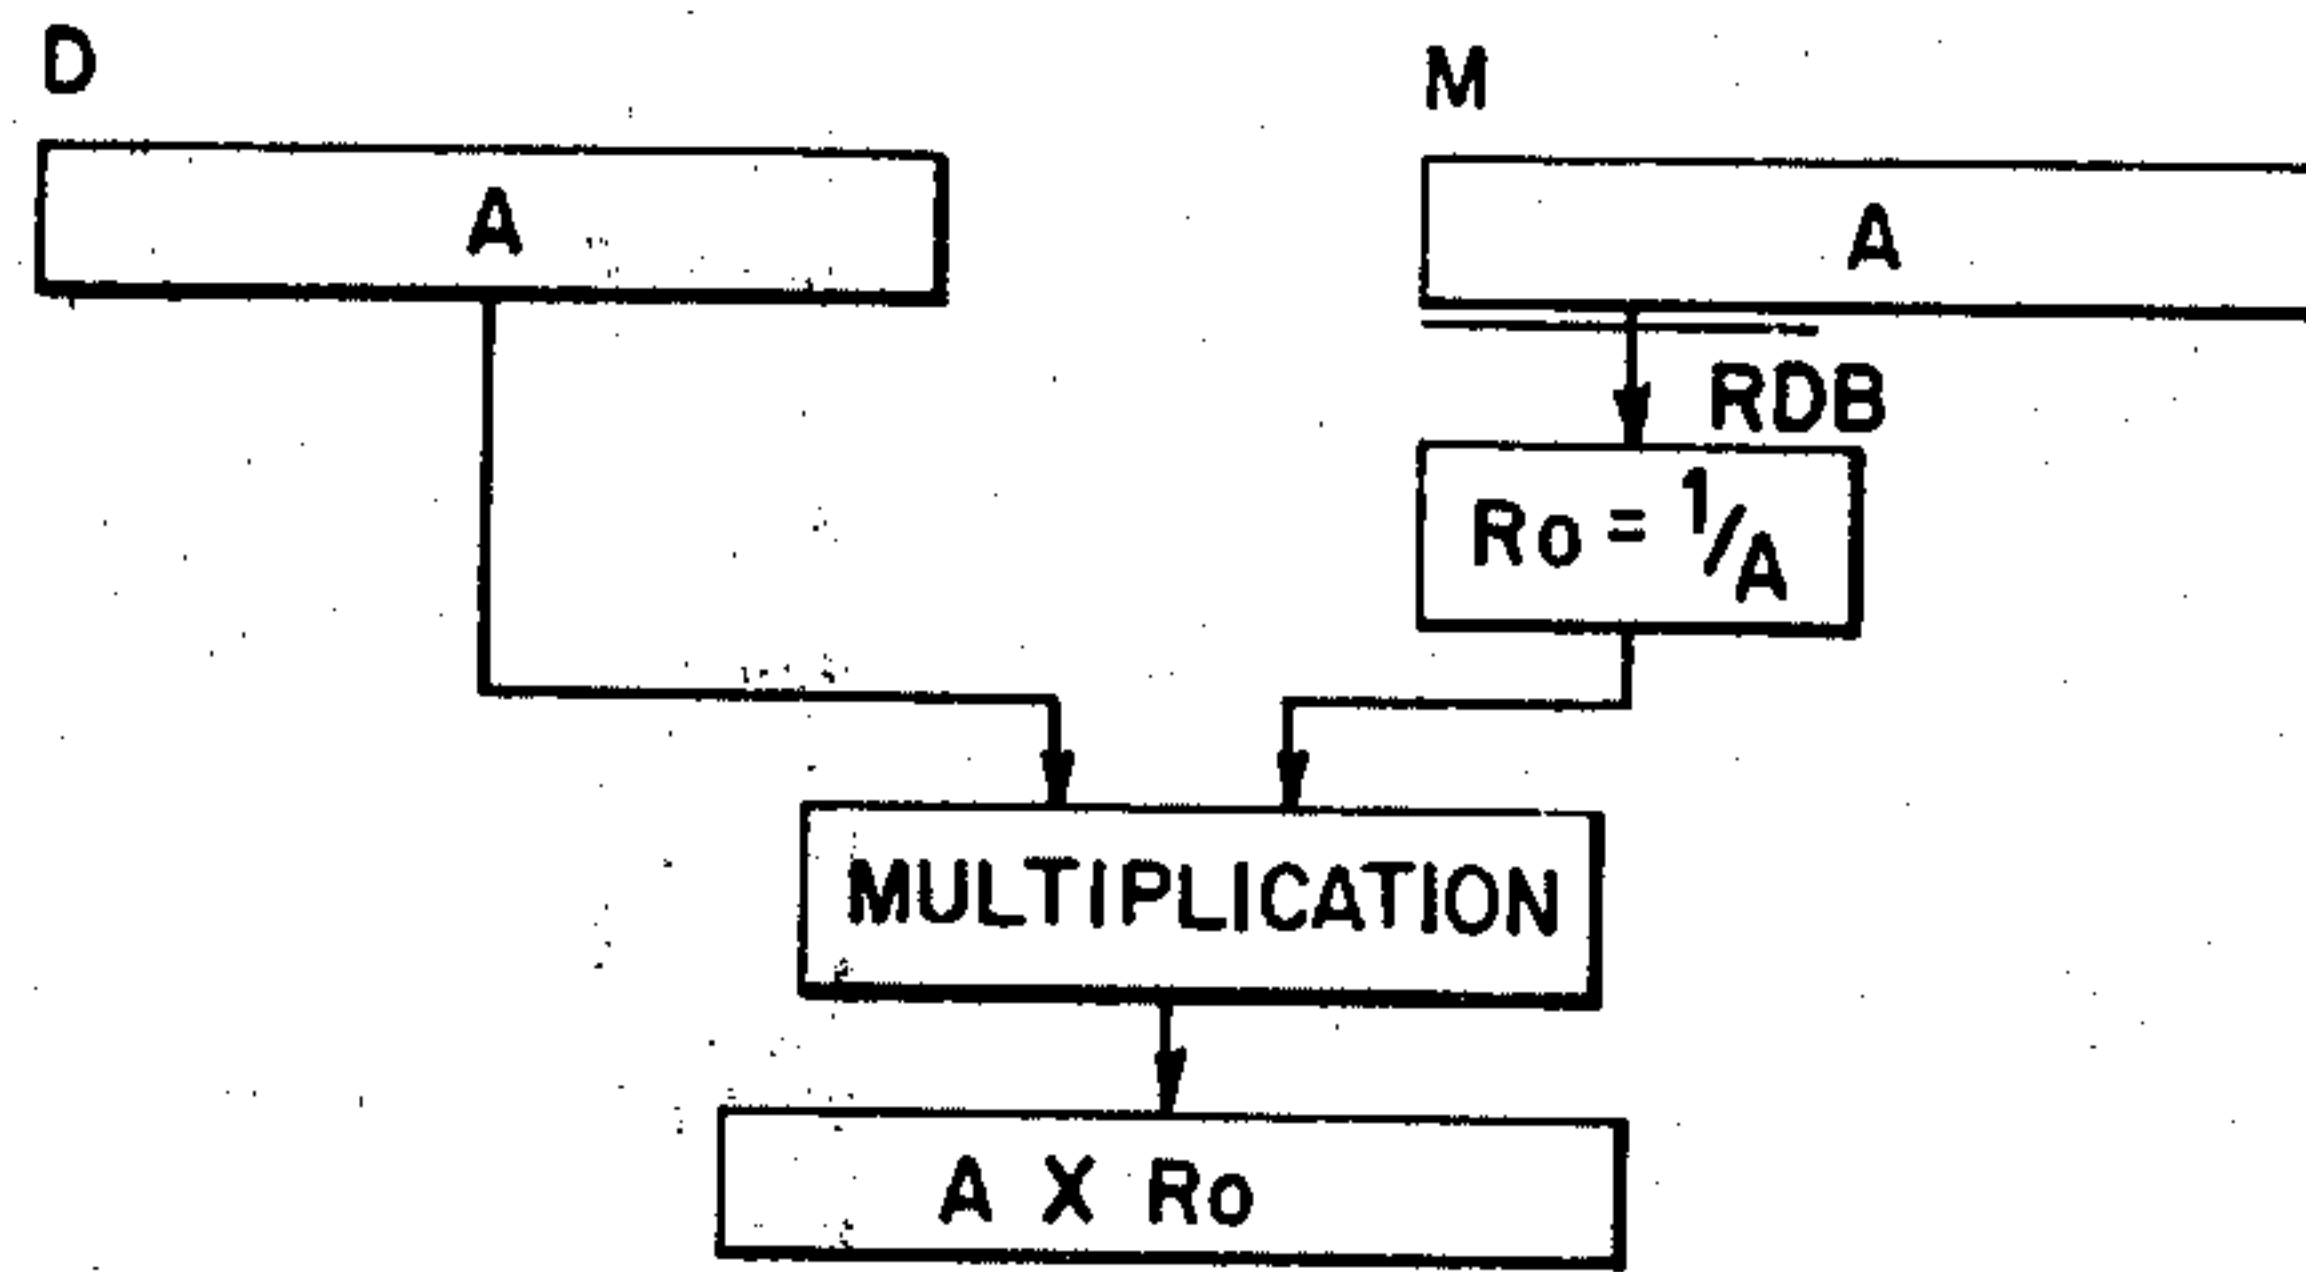 D
M
A
A
RDB
Ro = 1/A
MULTIPLICATION
A X Ro